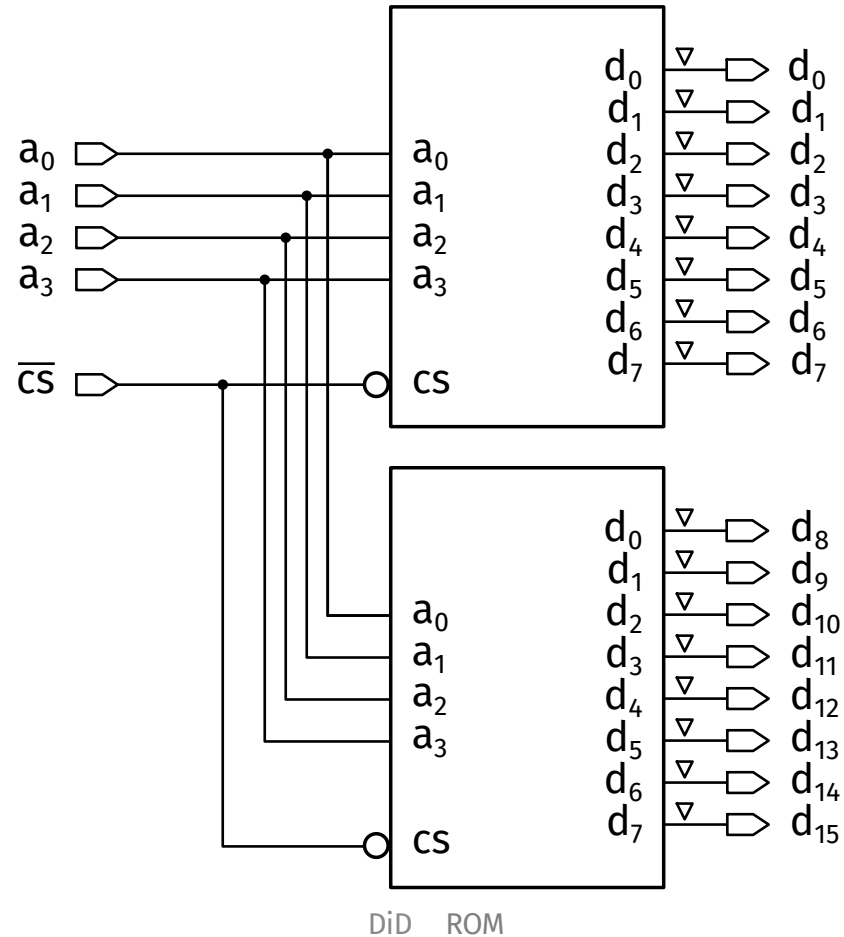 d₀ d₀
d₁ d₁
a₀ a₀ d₂ d₂
a₁ a₁ d₃ d₃
a₂ a₂ d₄ d₄
a₃ a₃ d₅ d₅
d₆ d₆
d₇ d₇
c̅s̅ cs
d₀ d₈
d₁ d₉
a₀ d₂ d₁₀
a₁ d₃ d₁₁
a₂ d₄ d₁₂
a₃ d₅ d₁₃
d₆ d₁₄
d₇ d₁₅
cs
DiD ROM